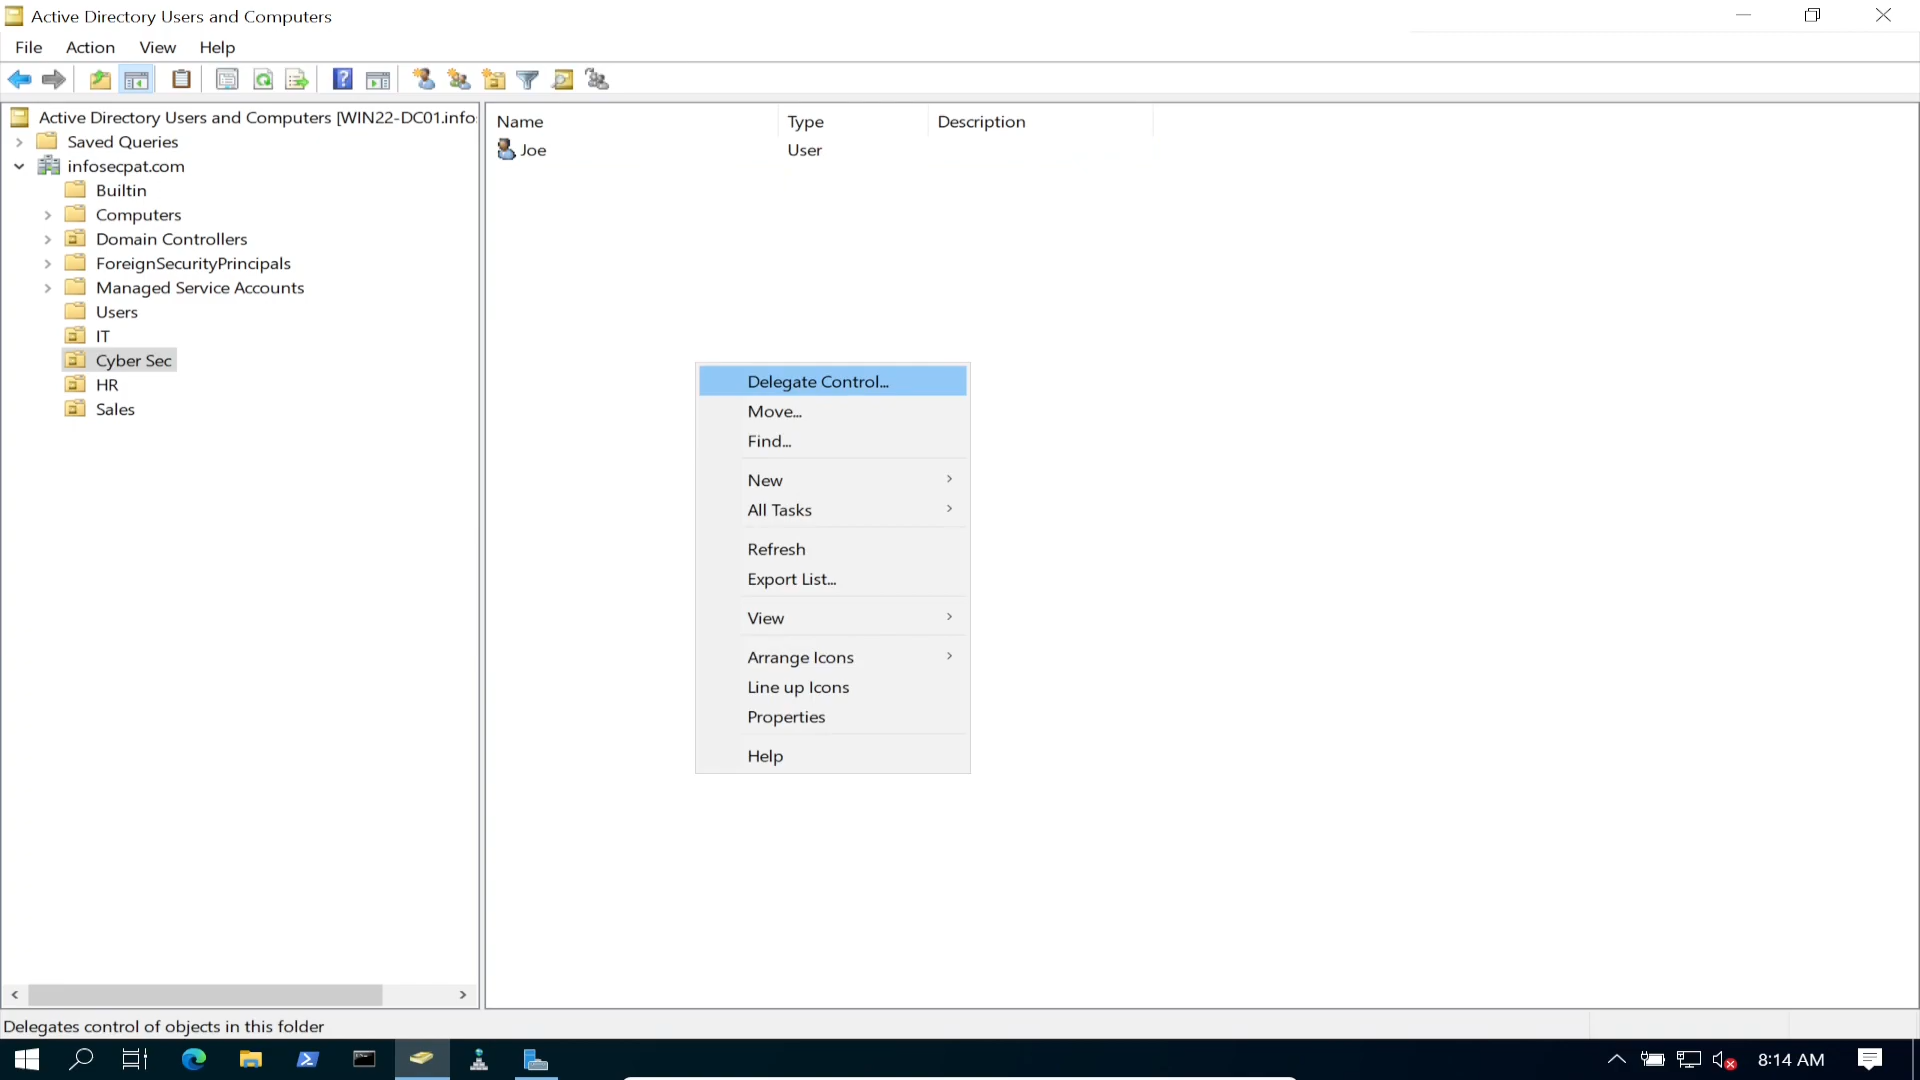 Active Directory Users and Computers
File Action View Help
Active Directory Users and Computers [WIN22-DC01.info
Saved Queries
infosecpat.com
Builtin
Computers
Domain Controllers
ForeignSecurityPrincipals
Managed Service Accounts
Users
IT
Cyber Sec
HR
Sales
Name Type Description
Joe User
Delegate Control...
Move...
Find...
New
All Tasks
Refresh
Export List...
View
Arrange Icons
Line up Icons
Properties
Help
Delegates control of objects in this folder
8:14 AM